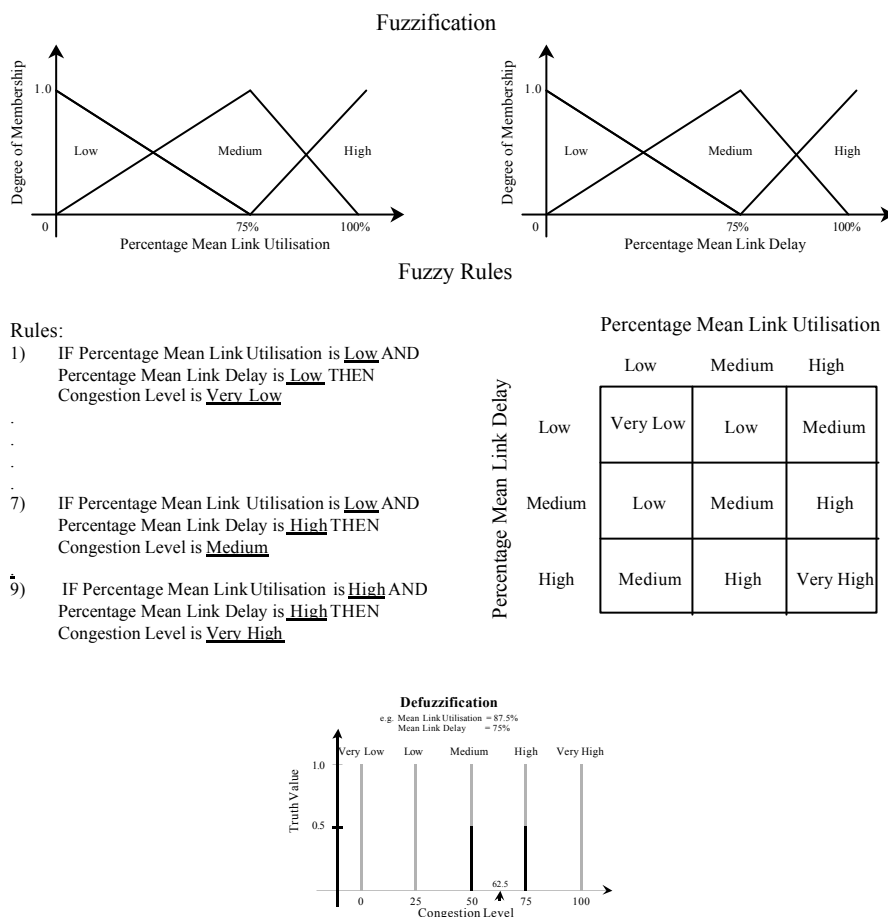 Fuzzification
Degree of Membership
1.0
Low
Medium
High
0
75%
100%
Percentage Mean Link Utilisation
Degree of Membership
1.0
Low
Medium
High
0
75%
100%
Percentage Mean Link Delay
Fuzzy Rules
Rules:
1) IF Percentage Mean Link Utilisation is Low AND
Percentage Mean Link Delay is Low THEN
Congestion Level is Very Low
.
.
.
.
7) IF Percentage Mean Link Utilisation is Low AND
Percentage Mean Link Delay is High THEN
Congestion Level is Medium
.
9) IF Percentage Mean Link Utilisation is High AND
Percentage Mean Link Delay is High THEN
Congestion Level is Very High
Percentage Mean Link Utilisation
Low Medium High
Percentage Mean Link Delay
Low Very Low Low Medium
Medium Low Medium High
High Medium High Very High
Defuzzification
e.g. Mean Link Utilisation = 87.5%
Mean Link Delay = 75%
Very Low Low Medium High Very High
Truth Value
1.0
0.5
62.5
0 25 50 75 100
Congestion Level